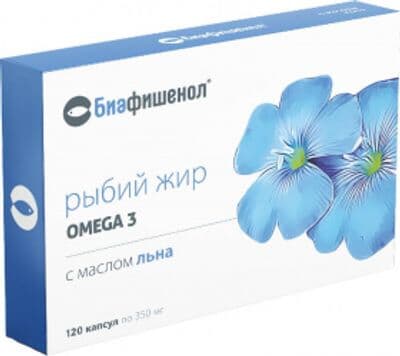 Биафишенол®
рыбий жир
OMEGA 3
с маслом льна
120 капсул по 350 мг